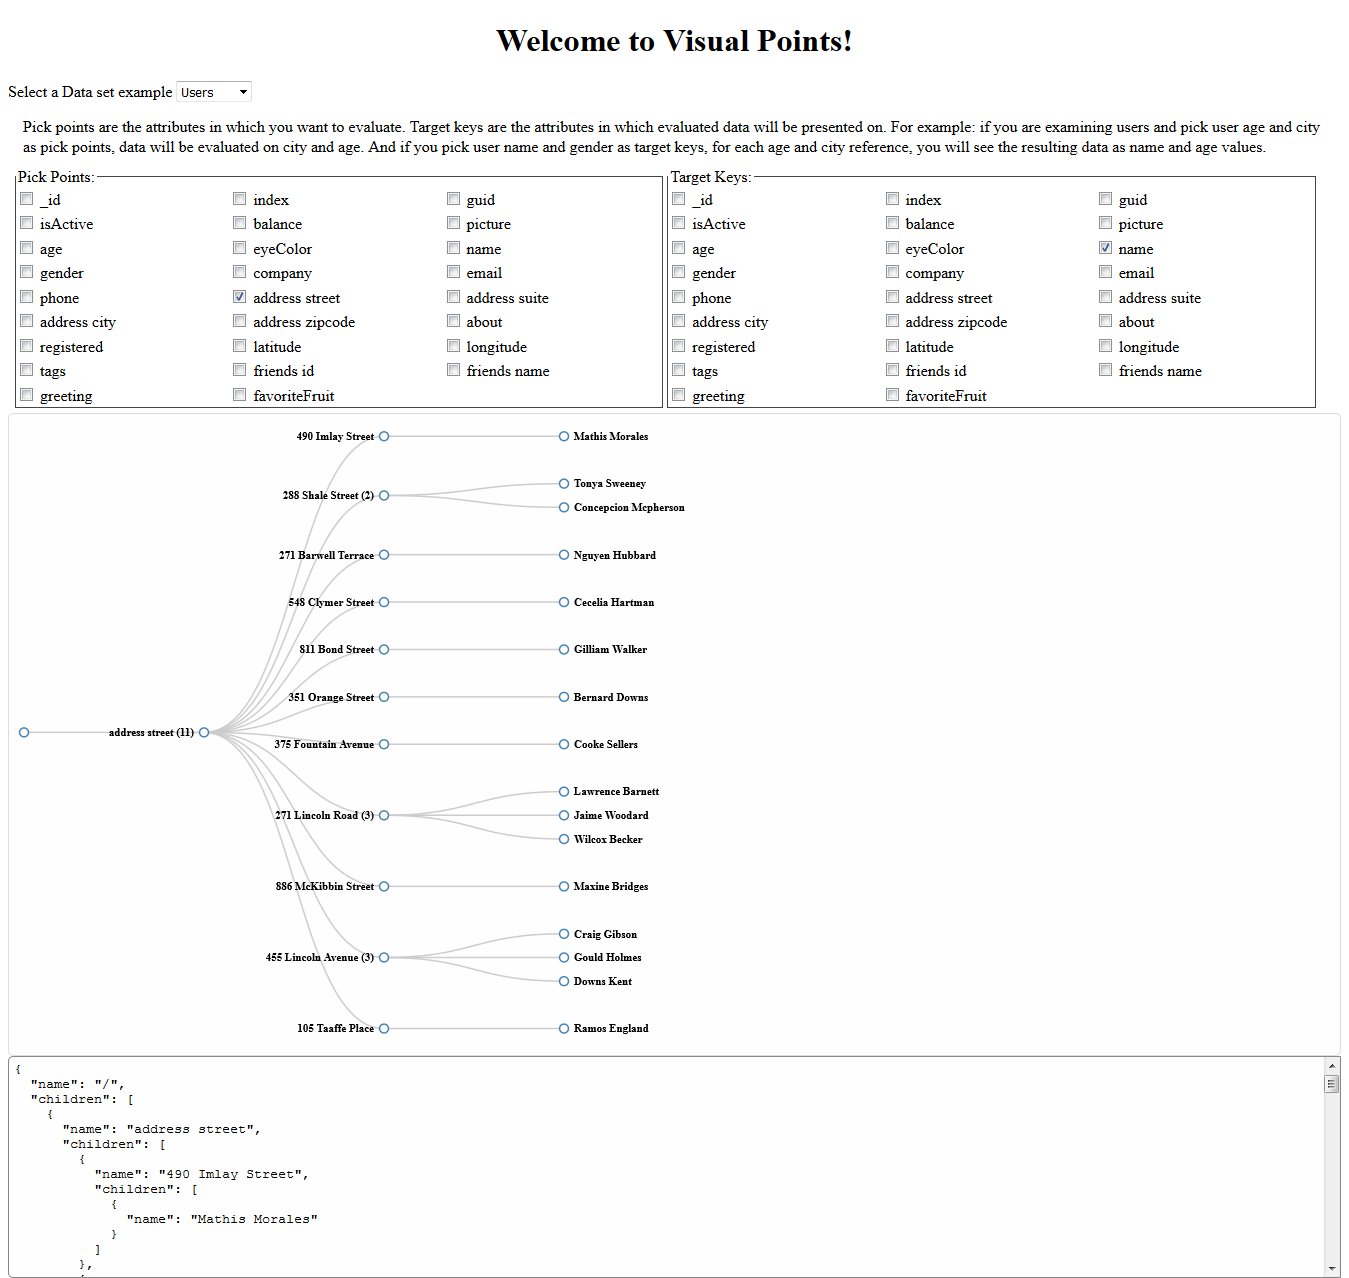 Welcome to Visual Points!
Select a Data set example Users
Pick points are the attributes in which you want to evaluate. Target keys are the attributes in which evaluated data will be presented on. For example: if you are examining users and pick user age and city
as pick points, data will be evaluated on city and age. And if you pick user name and gender as target keys, for each age and city reference, you will see the resulting data as name and age values.
Pick Points:
_id index guid
isActive balance picture
age eyeColor name
gender company email
phone address street address suite
address city address zipcode about
registered latitude longitude
tags friends id friends name
greeting favoriteFruit
Target Keys:
_id index guid
isActive balance picture
age eyeColor name
gender company email
phone address street address suite
address city address zipcode about
registered latitude longitude
tags friends id friends name
greeting favoriteFruit
490 Imlay Street Mathis Morales
Tonya Sweeney
288 Shale Street (2)
Concepcion Mcpherson
271 Barwell Terrace Nguyen Hubbard
548 Clymer Street Cecelia Hartman
811 Bond Street Gilliam Walker
351 Orange Street Bernard Downs
address street (11)
375 Fountain Avenue Cooke Sellers
Lawrence Barnett
271 Lincoln Road (3) Jaime Woodard
Wilcox Becker
886 McKibbin Street Maxine Bridges
Craig Gibson
455 Lincoln Avenue (3) Gould Holmes
Downs Kent
105 Taaffe Place Ramos England
{
"name": "/",
"children": [
{
"name": "address street",
"children": [
{
"name": "490 Imlay Street",
"children": [
{
"name": "Mathis Morales"
}
]
},